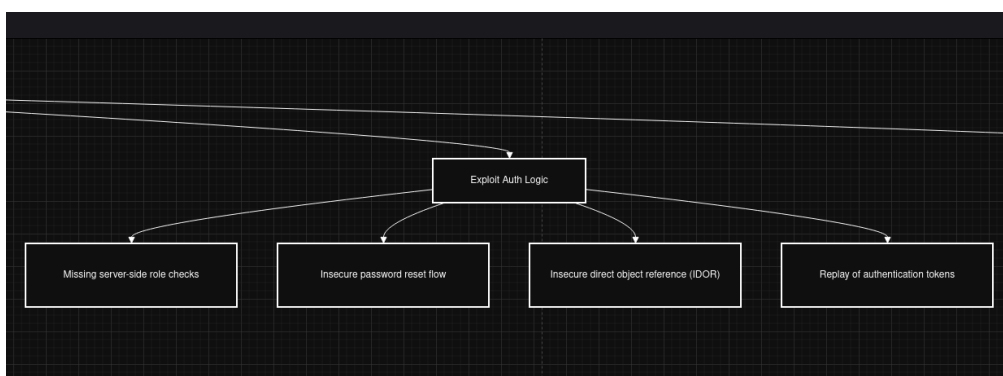 Exploit Auth Logic
Missing server-side role checks
Insecure password reset flow
Insecure direct object reference (IDOR)
Replay of authentication tokens